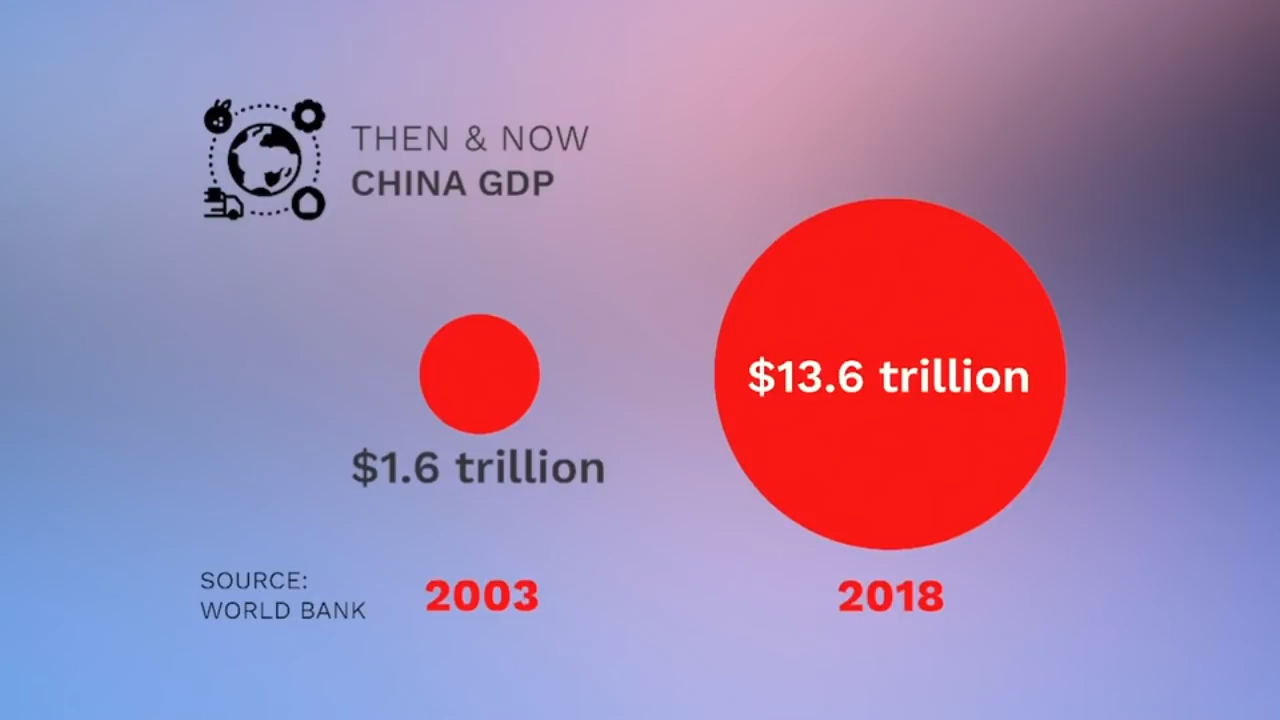 THEN & NOW
CHINA GDP
$13.6 trillion
$1.6 trillion
SOURCE:
WORLD BANK
2003
2018